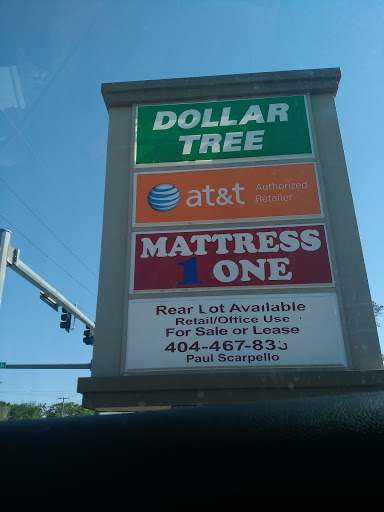 DOLLAR
TREE
at&t
Authorized
Retailer
MATTRESS
1 ONE
Rear Lot Available
Retail/Office Use
For Sale or Lease
404-467-83
Paul Scarpello